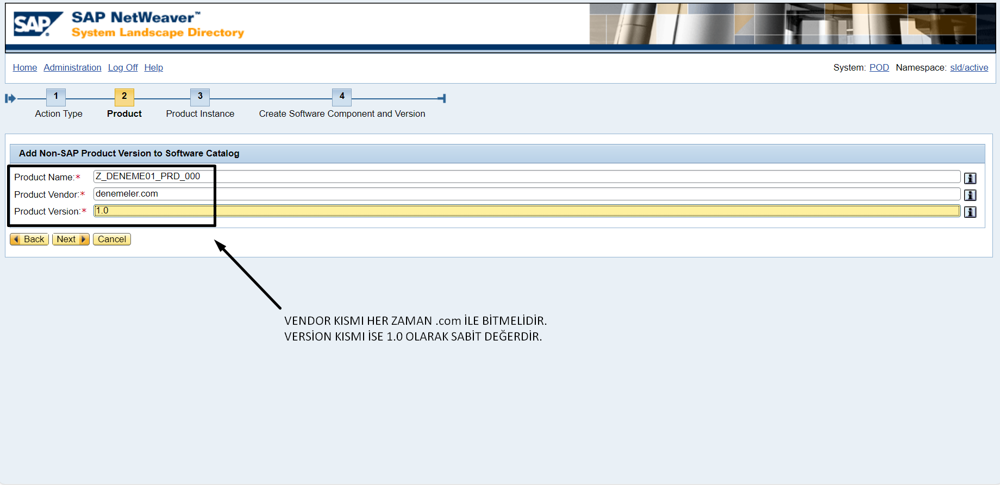 SAP NetWeaver™
SAP®
System Landscape Directory
Home Administration Log Off Help
System: POD Namespace: sld/active
1 2 3 4
Action Type Product Product Instance Create Software Component and Version
Add Non-SAP Product Version to Software Catalog
Product Name:* Z_DENEME01_PRD_000
Product Vendor:* denemeler.com
Product Version:* 1.0
Back Next Cancel
VENDOR KISMI HER ZAMAN .com İLE BİTMELİDİR.
VERSİON KISMI İSE 1.0 OLARAK SABİT DEĞERDİR.